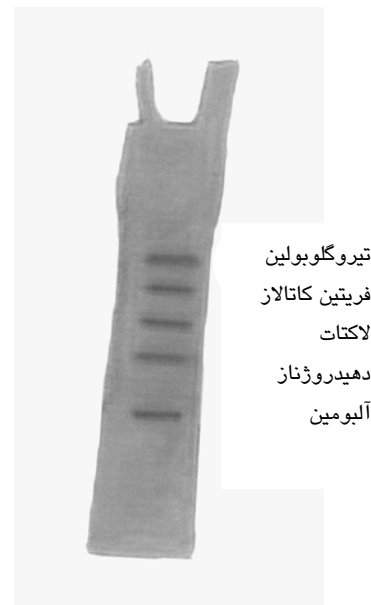 تیروگلوبولین
فریتین کاتالاز
لاکتات
دهیدروژناز
آلبومین